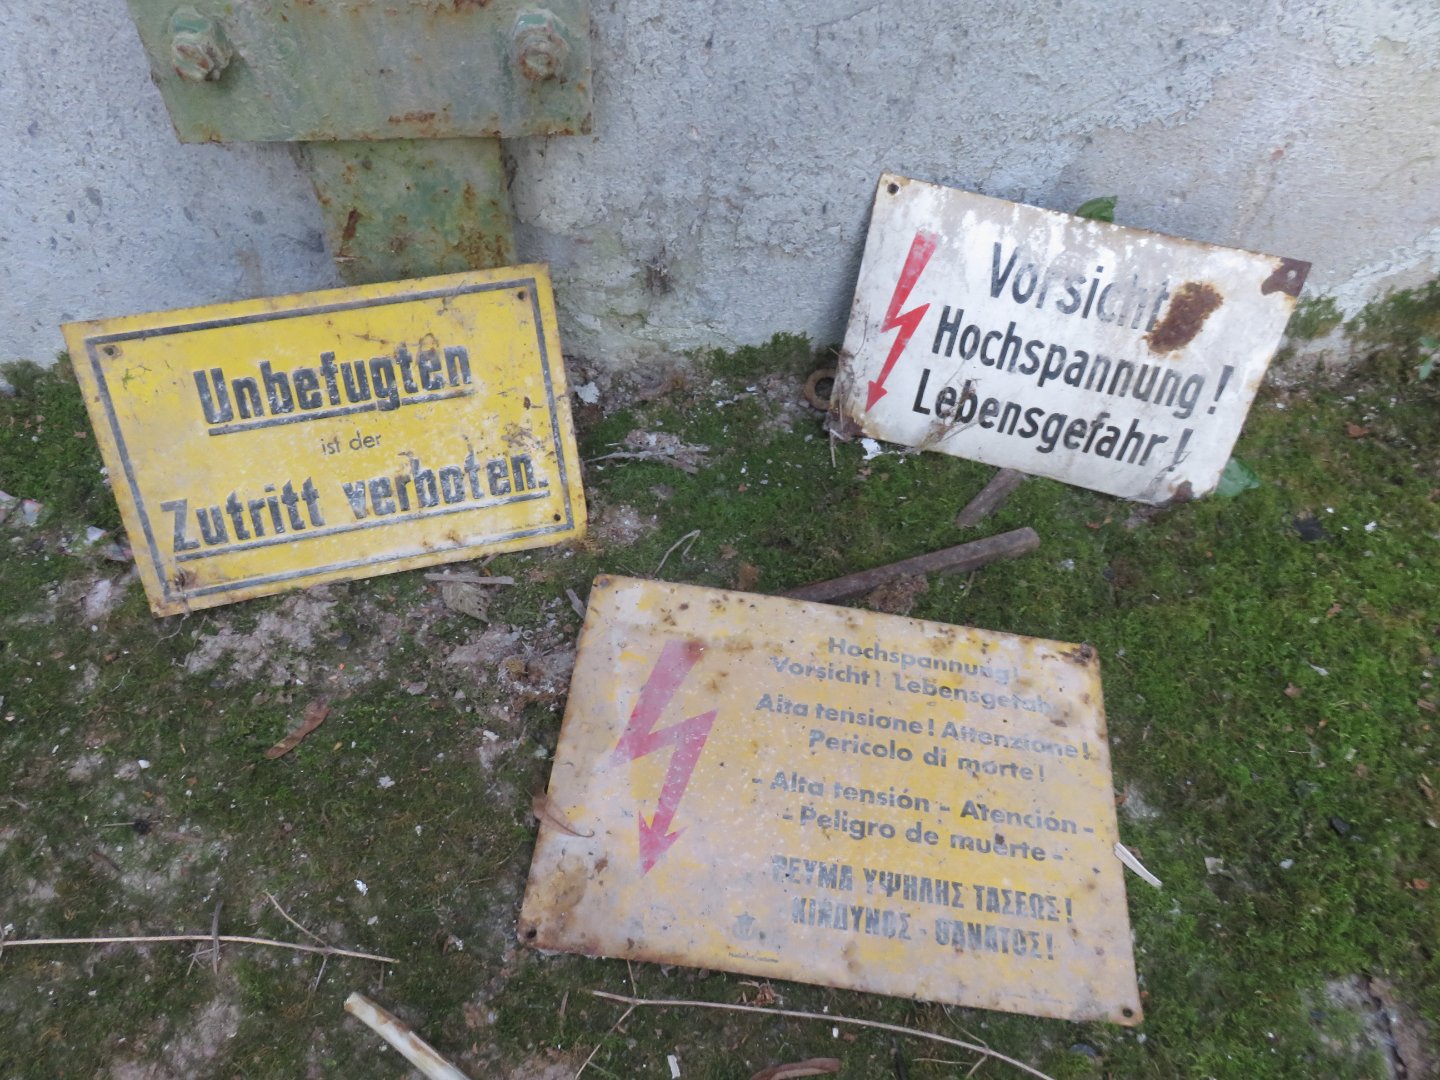 Unbefugten
ist der
Zutritt verboten.
Vorsicht
Hochspannung!
Lebensgefahr!
Hochspannung!
Vorsicht! Lebensgefahr
Alta tensione! Attenzione!
Pericolo di morte!
- Alta tensión - Atención -
- Peligro de muerte -
ΡΕΥΜΑ ΥΨΗΛΗΣ ΤΑΣΕΩΣ!
ΚΙΝΔΥΝΟΣ - ΘΑΝΑΤΟΣ!